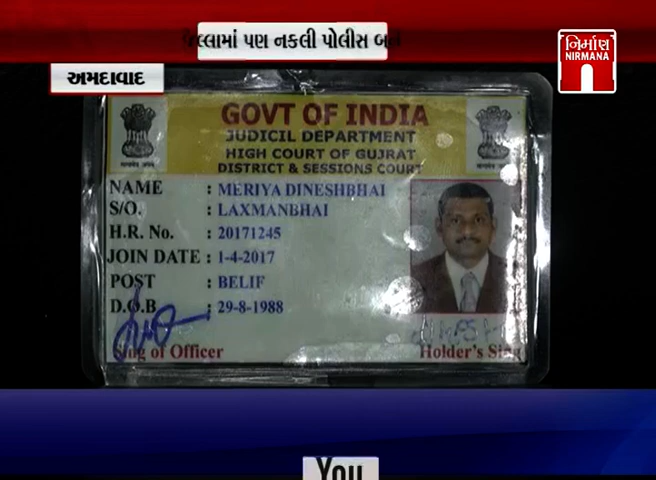 જિલ્લામાં પણ નકલી પોલીસ બની
નિર્માણ
NIRMANA
અમદાવાદ
GOVT OF INDIA
JUDICIL DEPARTMENT
HIGH COURT OF GUJRAT
DISTRICT & SESSIONS COURT
NAME : MERIYA DINESHBHAI
S/O. : LAXMANBHAI
H.R. No. : 20171245
JOIN DATE : 1-4-2017
POST : BELIF
D.O.B : 29-8-1988
Sing of Officer
Holder's Sing
You